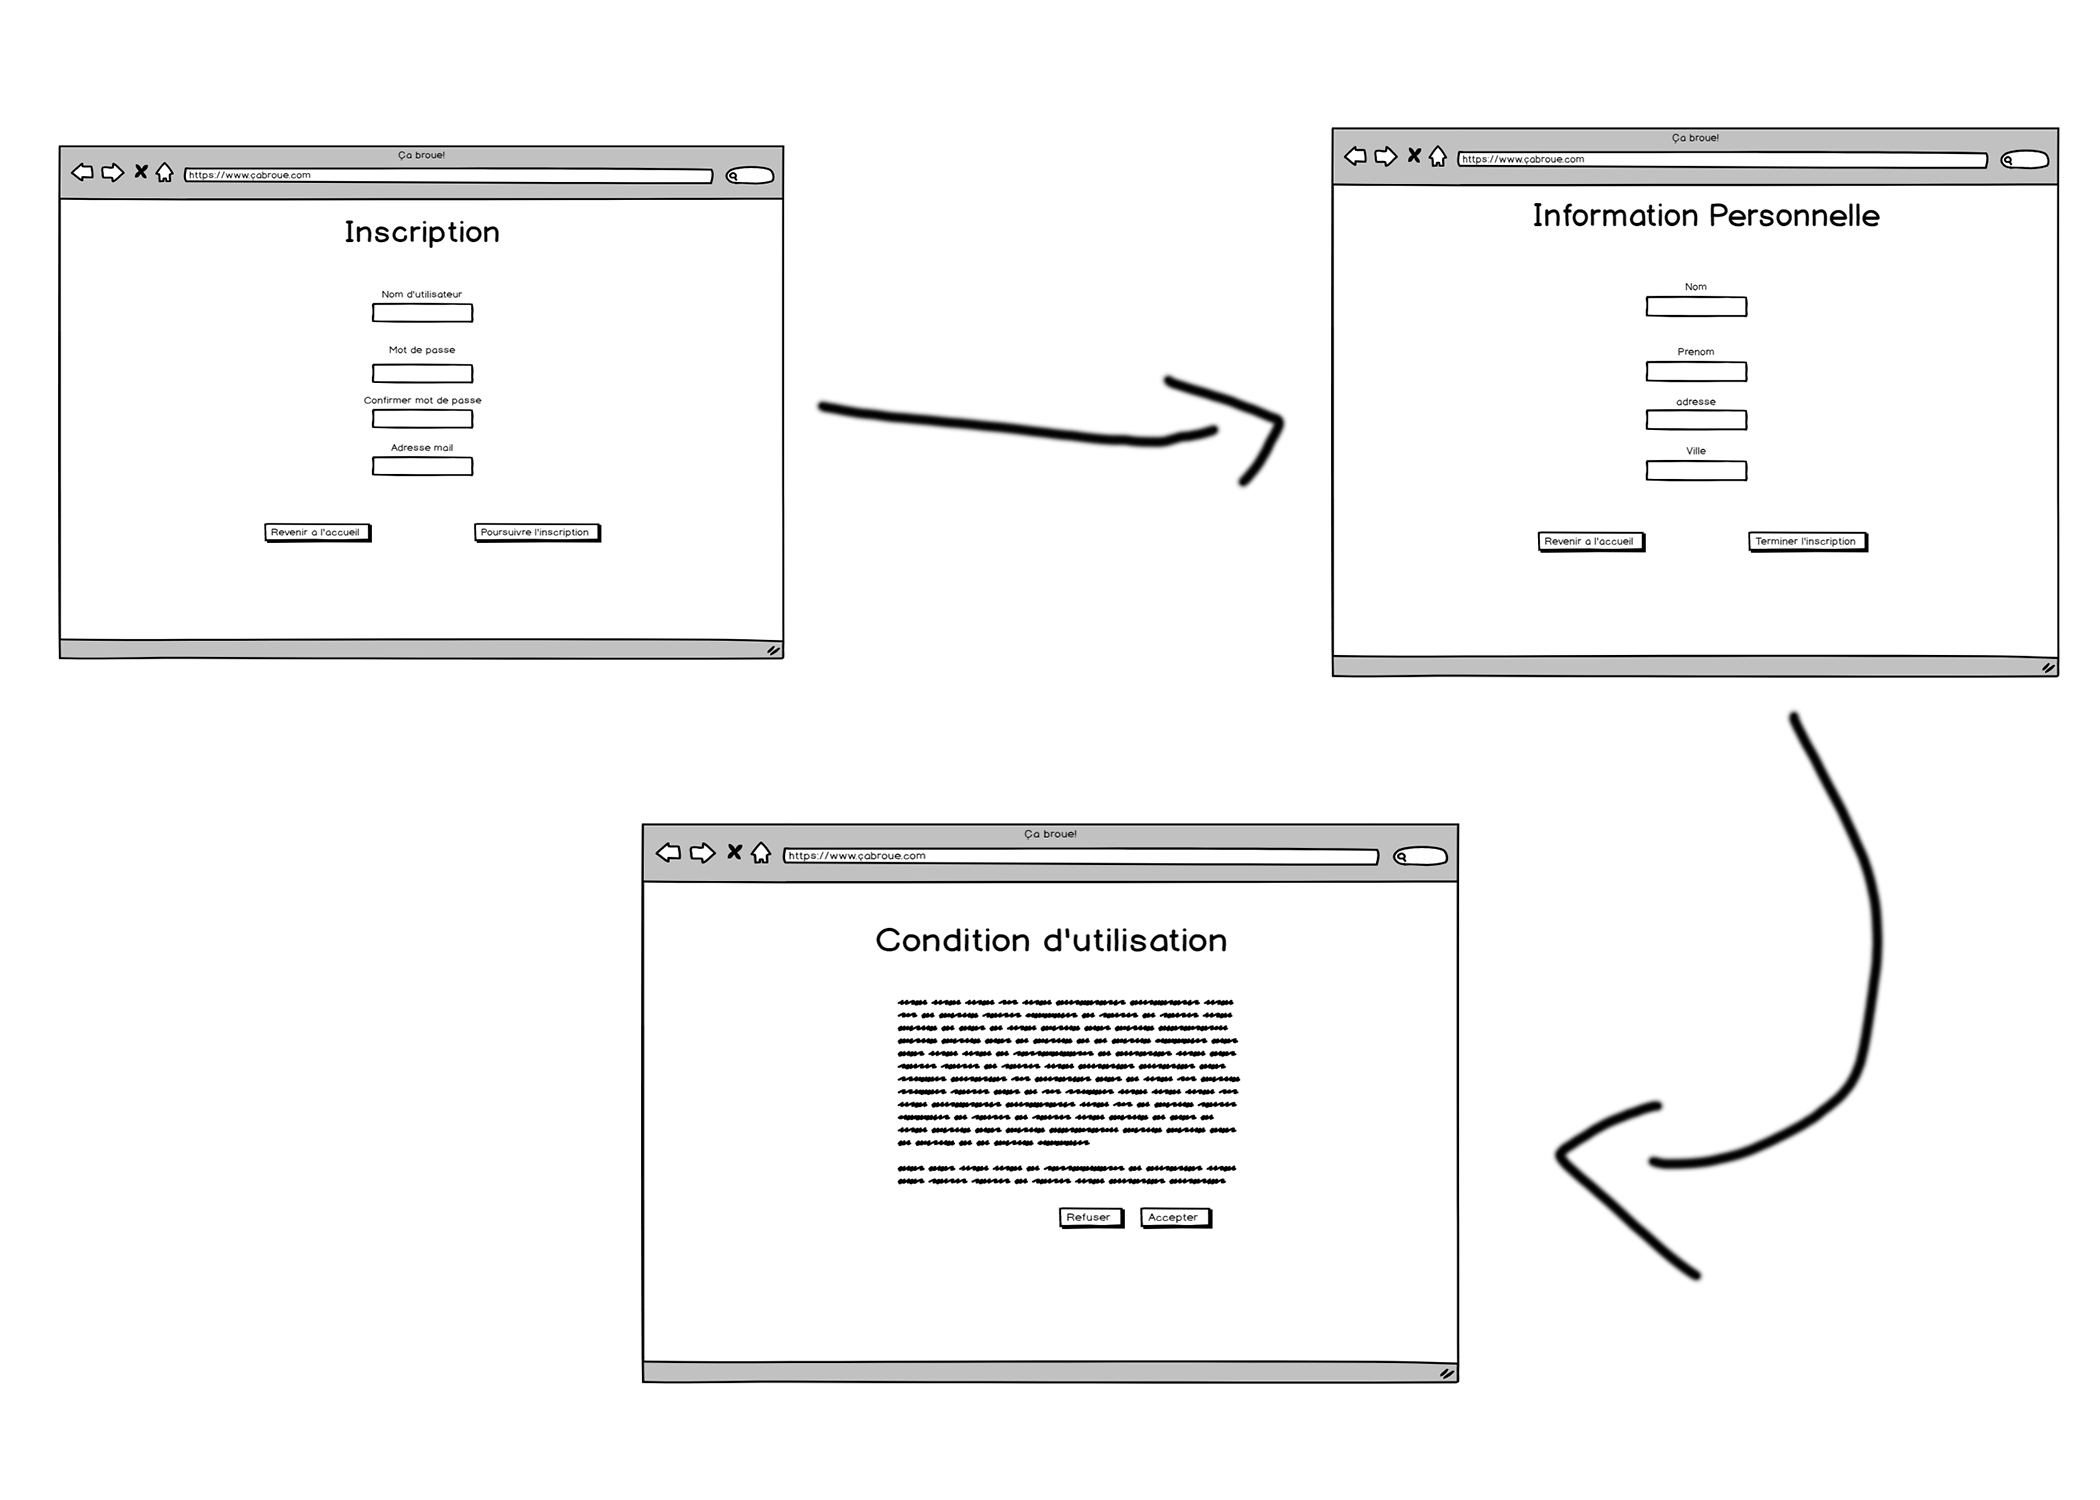 Ça broue!
https://www.çabroue.com
Inscription
Nom d'utilisateur
Mot de passe
Confirmer mot de passe
Adresse mail
Revenir a l'accueil
Poursuivre l'inscription
Ça broue!
https://www.çabroue.com
Information Personnelle
Nom
Prenom
adresse
Ville
Revenir a l'accueil
Terminer l'inscription
Ça broue!
https://www.çabroue.com
Condition d'utilisation
Refuser
Accepter